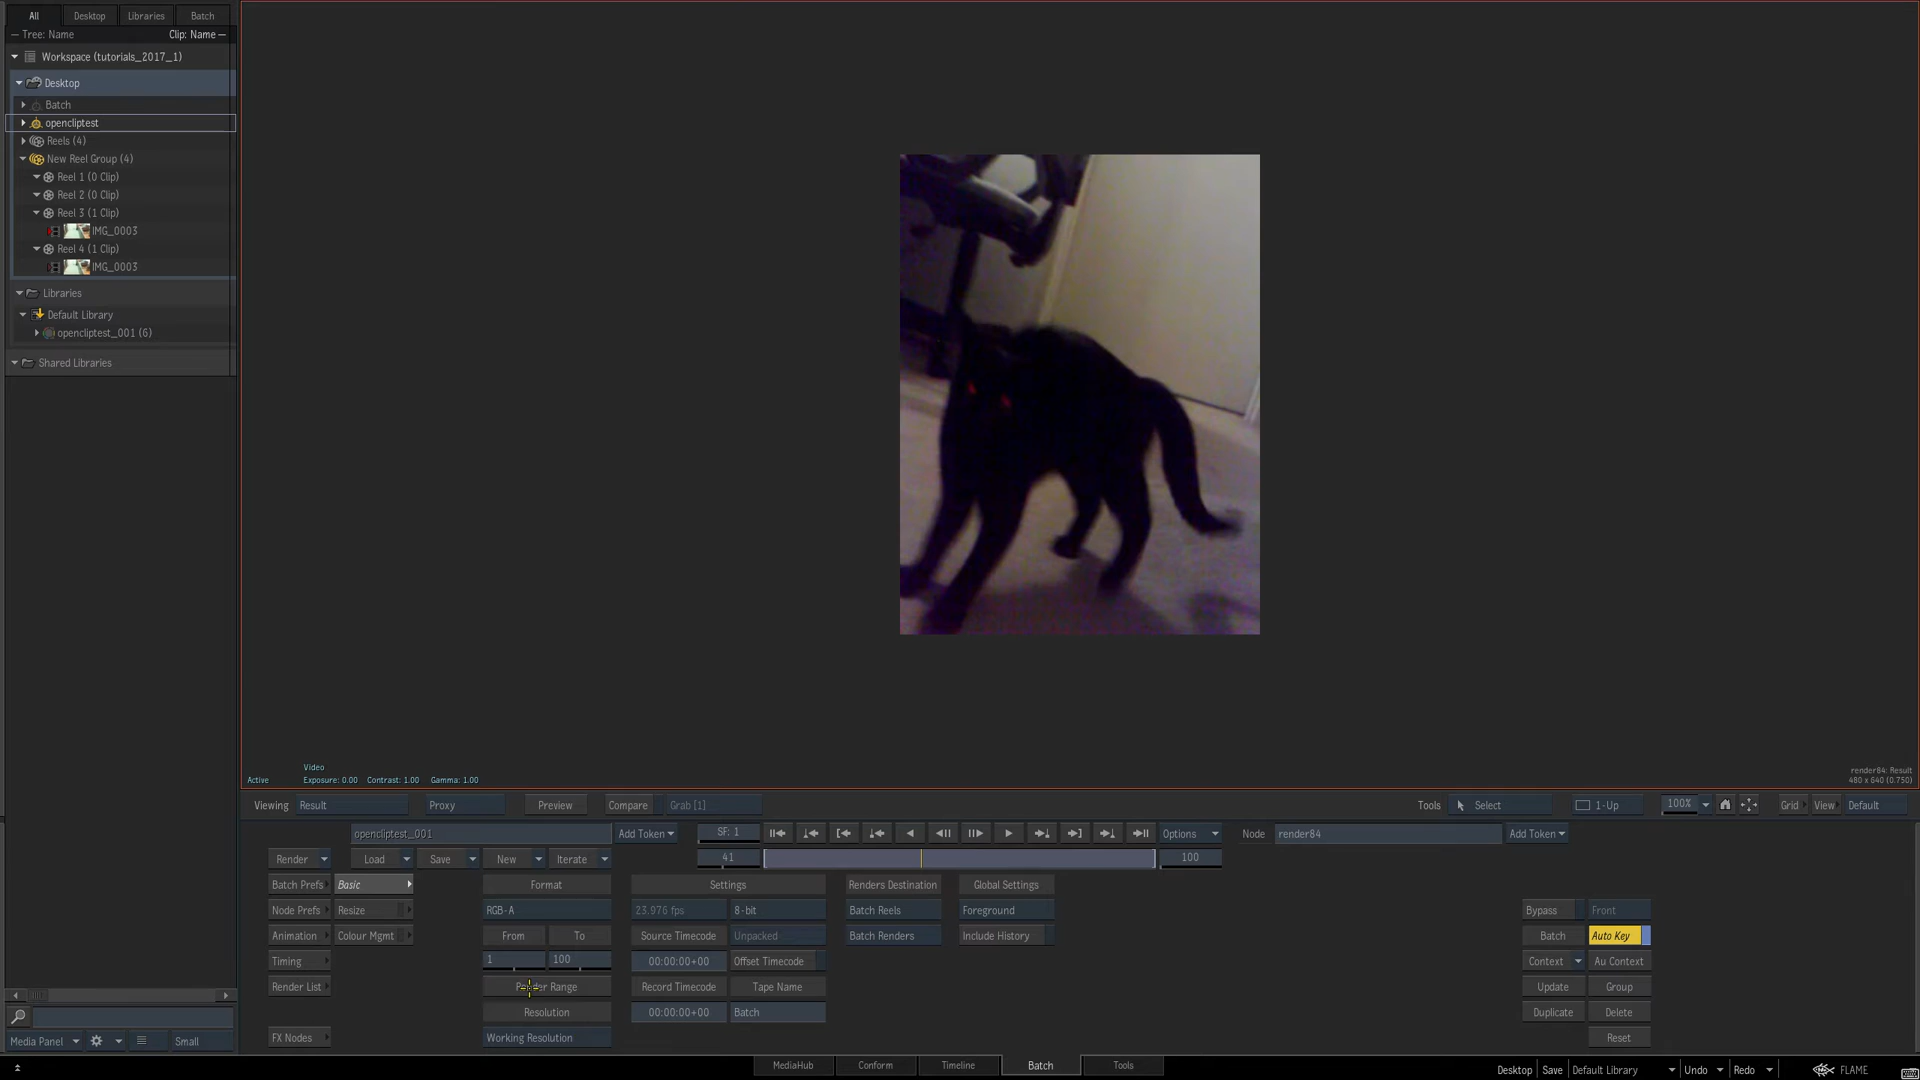 All Desktop Libraries Batch
— Tree: Name Clip: Name —
Workspace (tutorials_2017_1)
Desktop
Batch
opencliptest
Reels (4)
New Reel Group (4)
Reel 1 (0 Clip)
Reel 2 (0 Clip)
Reel 3 (1 Clip)
IMG_0003
Reel 4 (1 Clip)
IMG_0003
Libraries
Default Library
opencliptest_001 (6)
Shared Libraries
Video
Active Exposure: 0.00 Contrast: 1.00 Gamma: 1.00
render84: Result
480 x 640 (0.750)
Viewing Result Proxy Preview Compare Grab [1] Tools Select 1-Up 100% Grid View Default
opencliptest_001 Add Token SF: 1 Options Node render84 Add Token
Render Load Save New Iterate 41 100
Batch Prefs Basic Format Settings Renders Destination Global Settings
Node Prefs Resize RGB-A 23.976 fps 8-bit Batch Reels Foreground Bypass Front
Animation Colour Mgmt From To Source Timecode Unpacked Batch Renders Include History Batch Auto Key
Timing 1 100 00:00:00+00 Offset Timecode Context Au Context
Render List Range Record Timecode Tape Name Update Group
Resolution 00:00:00+00 Batch Duplicate Delete
FX Nodes Working Resolution Reset
Media Panel Small
MediaHub Conform Timeline Batch Tools
Desktop Save Default Library Undo Redo FLAME